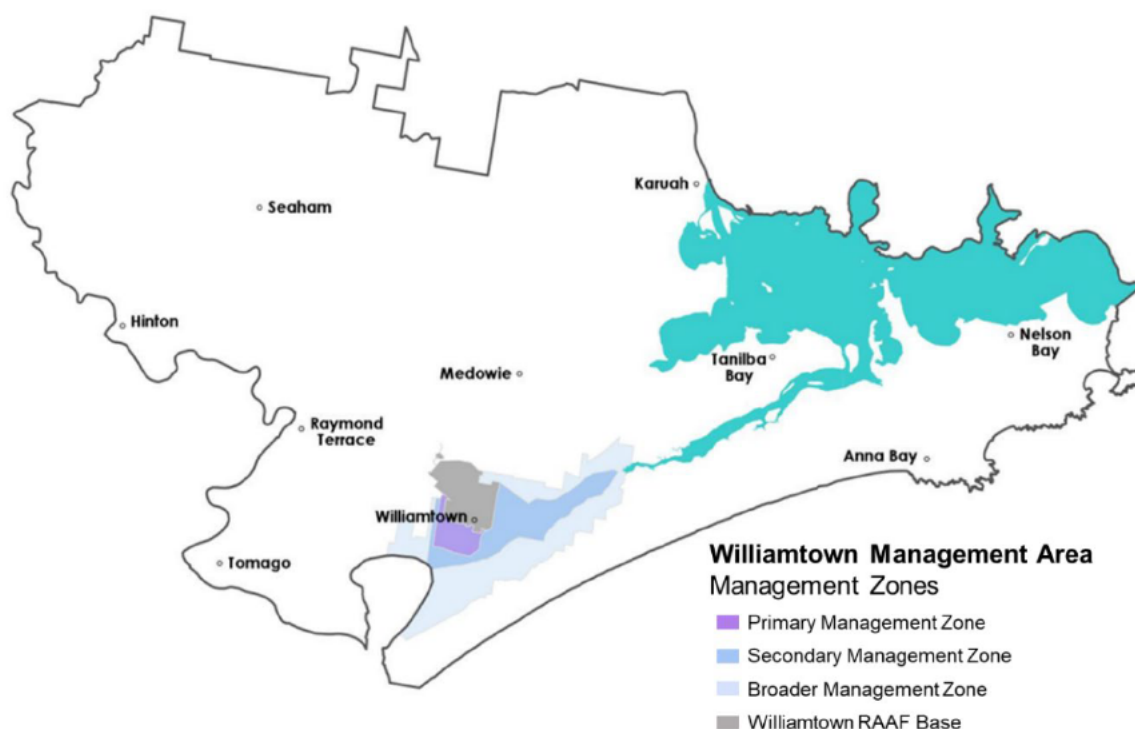 Karuah
Seaham
Hinton
Nelson
Bay
Tanilba
Bay
Medowie
Raymond
Terrace
Anna Bay
Williamtown
Tomago
Williamtown Management Area
Management Zones
Primary Management Zone
Secondary Management Zone
Broader Management Zone
Williamtown RAAF Base